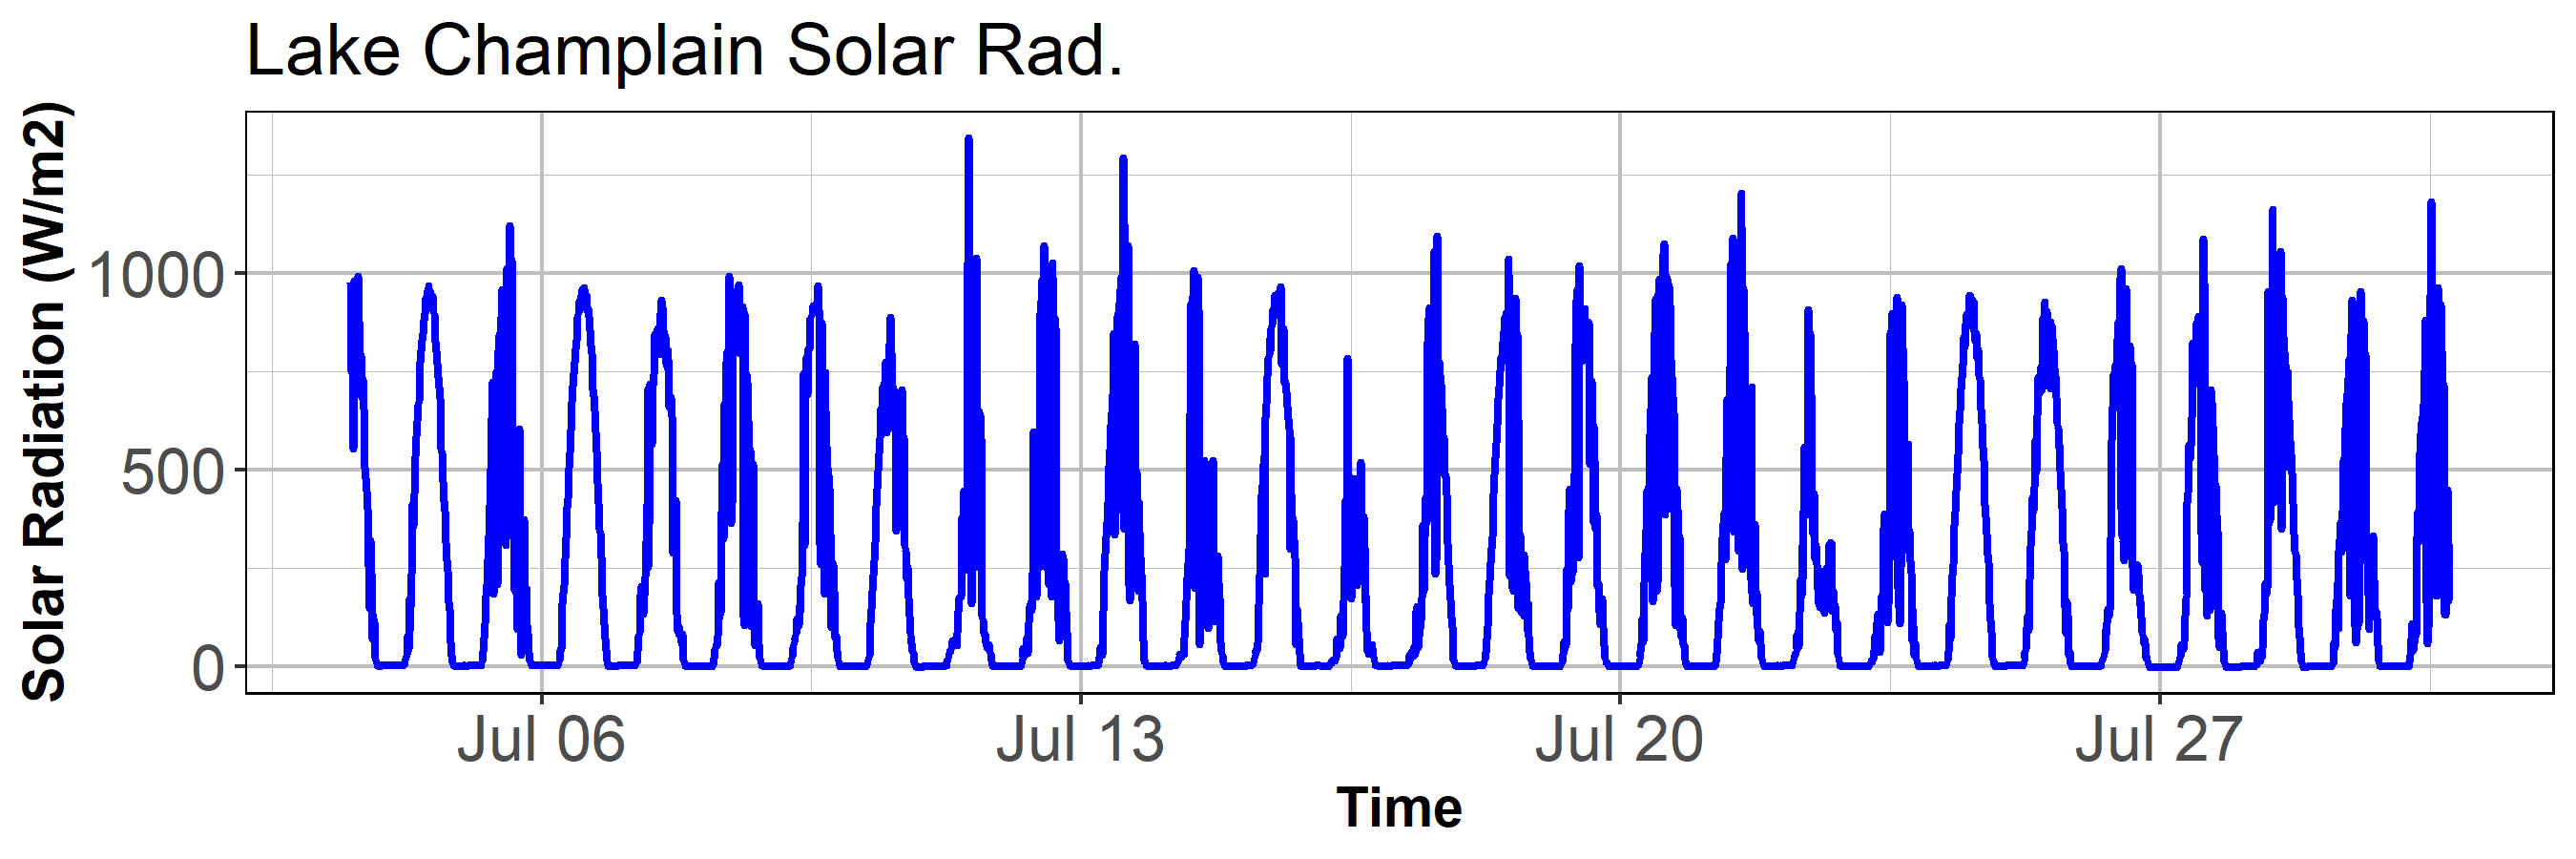 Lake Champlain Solar Rad.
Solar Radiation (W/m2)
1000
500
0
Jul 06
Jul 13
Jul 20
Jul 27
Time